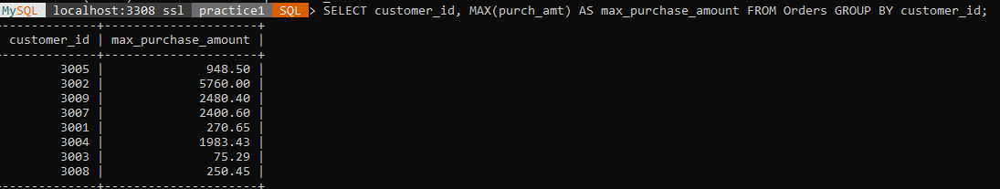 MySQL localhost:3308 ssl practice1 SQL > SELECT customer_id, MAX(purch_amt) AS max_purchase_amount FROM Orders GROUP BY customer_id;
-------------+---------------------+
customer_id | max_purchase_amount |
-------------+---------------------+
3005 | 948.50 |
3002 | 5760.00 |
3009 | 2480.40 |
3007 | 2400.60 |
3001 | 270.65 |
3004 | 1983.43 |
3003 | 75.29 |
3008 | 250.45 |
-------------+---------------------+